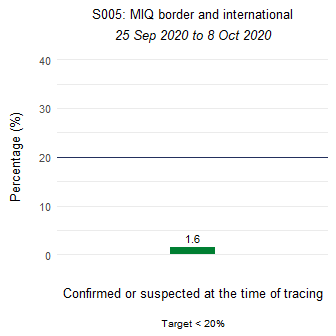 S005: MIQ border and international
25 Sep 2020 to 8 Oct 2020
Percentage (%)
40
30
20
10
0
1.6
Confirmed or suspected at the time of tracing
Target < 20%